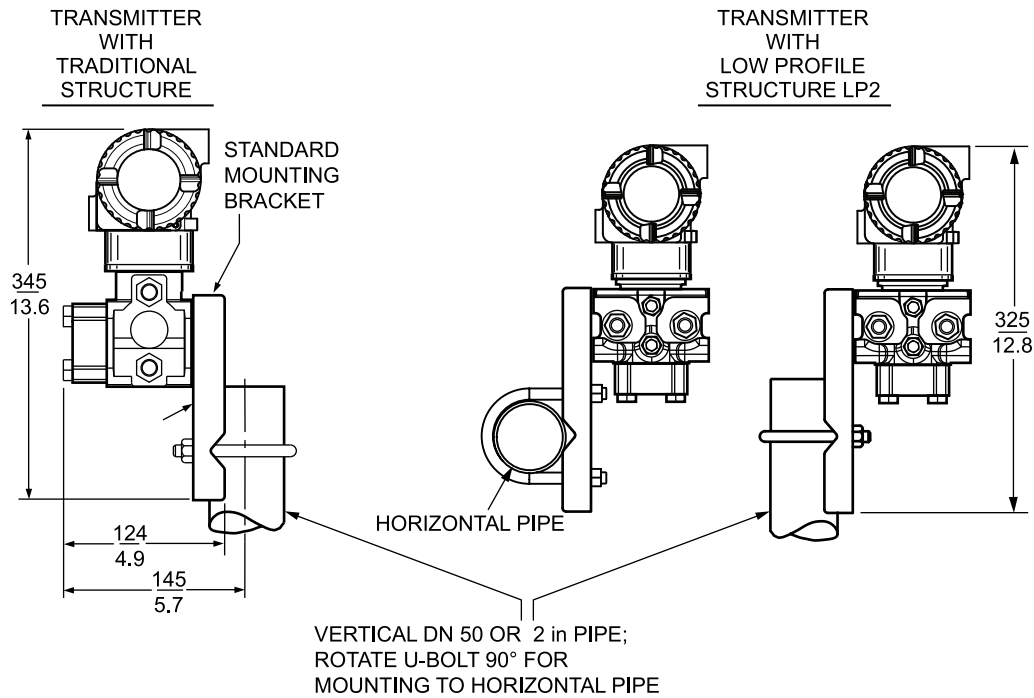 TRANSMITTER
WITH
TRADITIONAL
STRUCTURE
TRANSMITTER
WITH
LOW PROFILE
STRUCTURE LP2
STANDARD
MOUNTING
BRACKET
345
13.6
325
12.8
HORIZONTAL PIPE
124
4.9
145
5.7
VERTICAL DN 50 OR 2 in PIPE;
ROTATE U-BOLT 90° FOR
MOUNTING TO HORIZONTAL PIPE